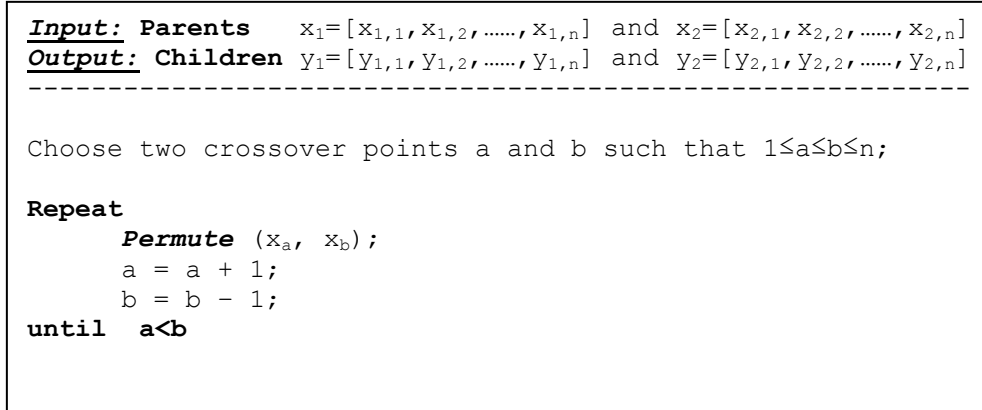 Input: Parents x₁=[x₁,₁,x₁,₂,……,x₁,ₙ] and x₂=[x₂,₁,x₂,₂,……,x₂,ₙ]
Output: Children y₁=[y₁,₁,y₁,₂,……,y₁,ₙ] and y₂=[y₂,₁,y₂,₂,……,y₂,ₙ]
-----------------------------------------------------------
Choose two crossover points a and b such that 1≤a≤b≤n;
Repeat
Permute (xₐ, x_b);
a = a + 1;
b = b – 1;
until a<b